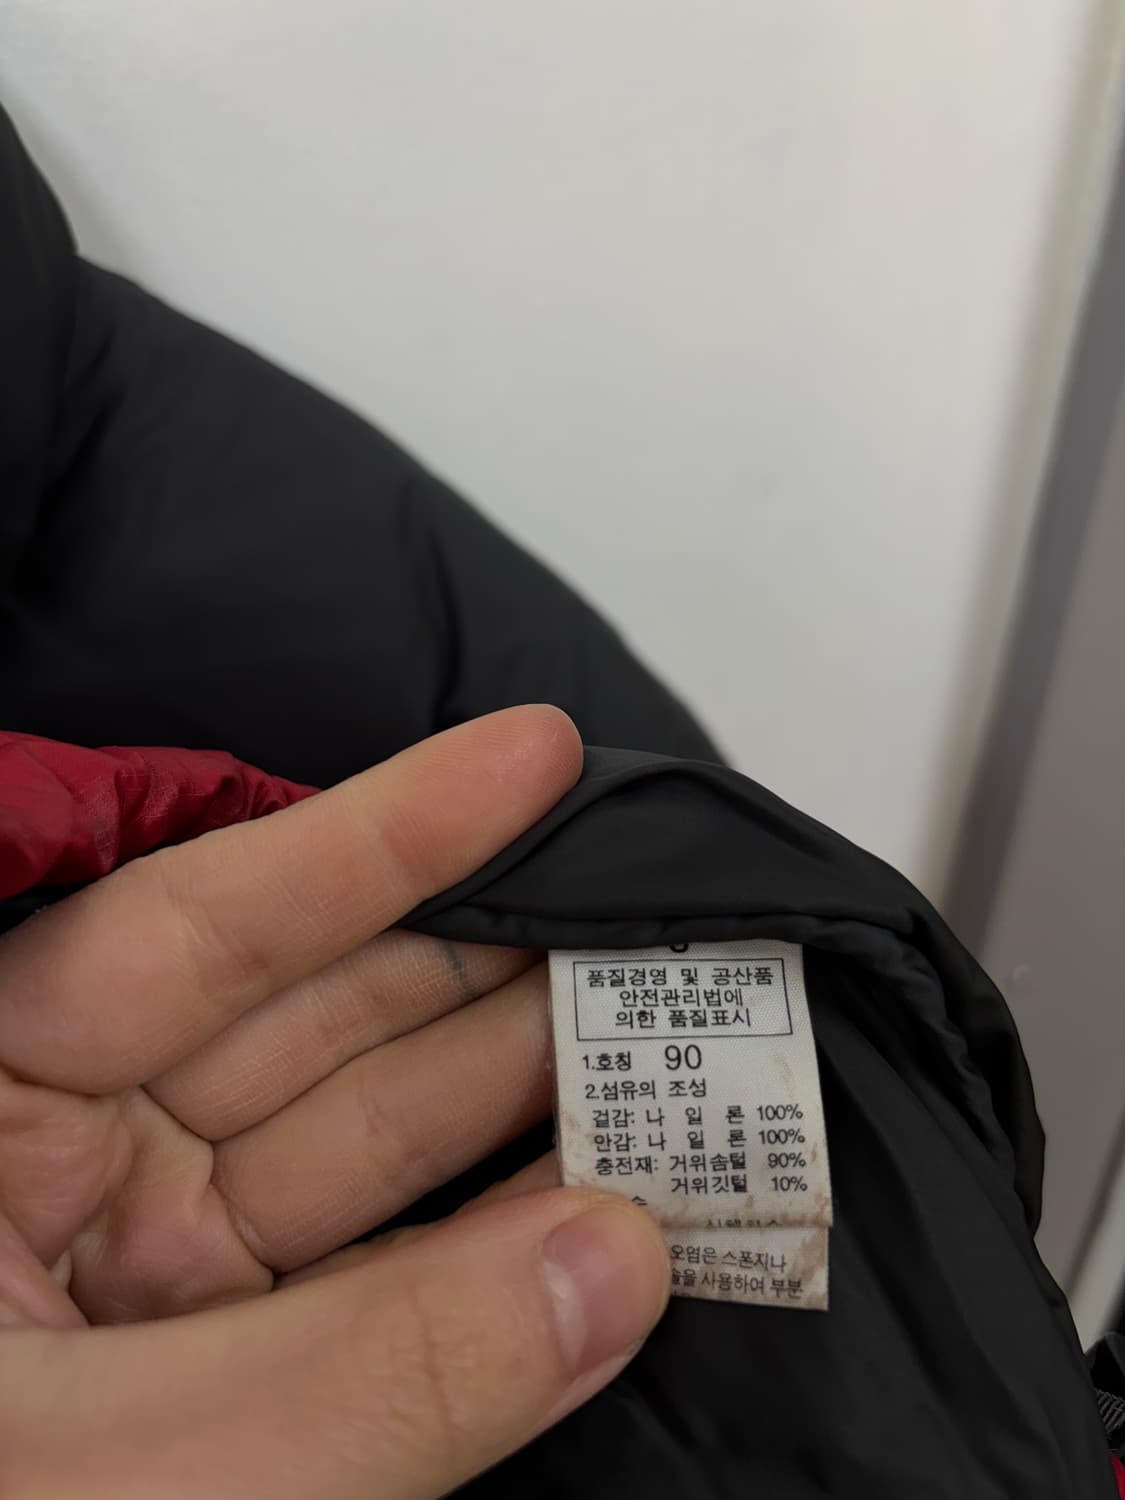 품질경영 및 공산품
안전관리법에
의한 품질표시
1.호칭 90
2.섬유의 조성
겉감: 나 일 론 100%
안감: 나 일 론 100%
충전재: 거위솜털 90%
거위깃털 10%
오염은 스폰지나
솔을 사용하여 부분